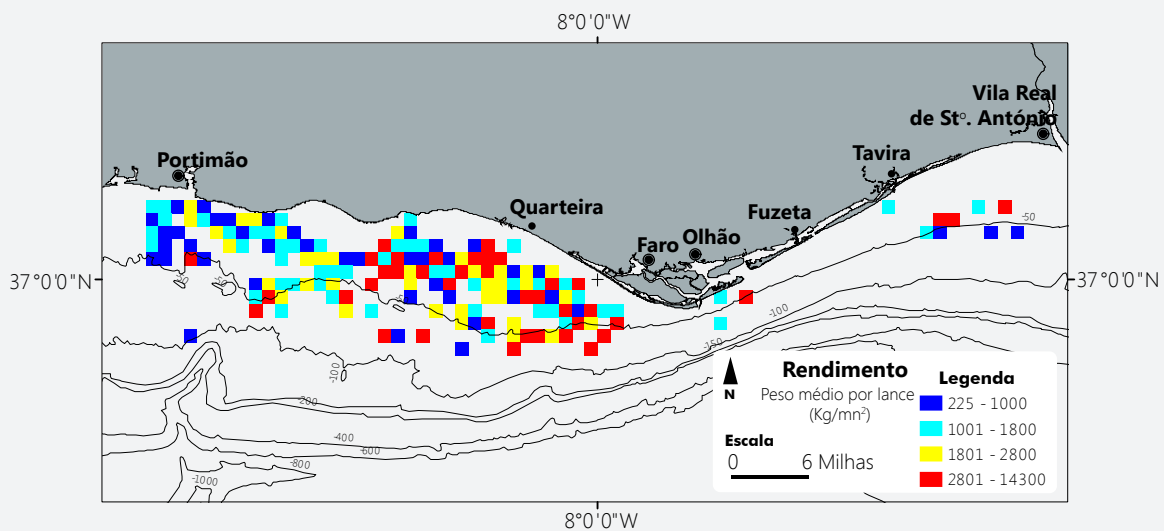 8°0'0"W
Vila Real
de Stº. António
Portimão
Tavira
Quarteira
Fuzeta
Faro
Olhão
-50
37°0'0"N
37°0'0"N
-100
-150
-100
-200
-400
-600
-800
-1000
N
Rendimento
Peso médio por lance
(Kg/mn²)
Escala
0 6 Milhas
Legenda
225 - 1000
1001 - 1800
1801 - 2800
2801 - 14300
8°0'0"W